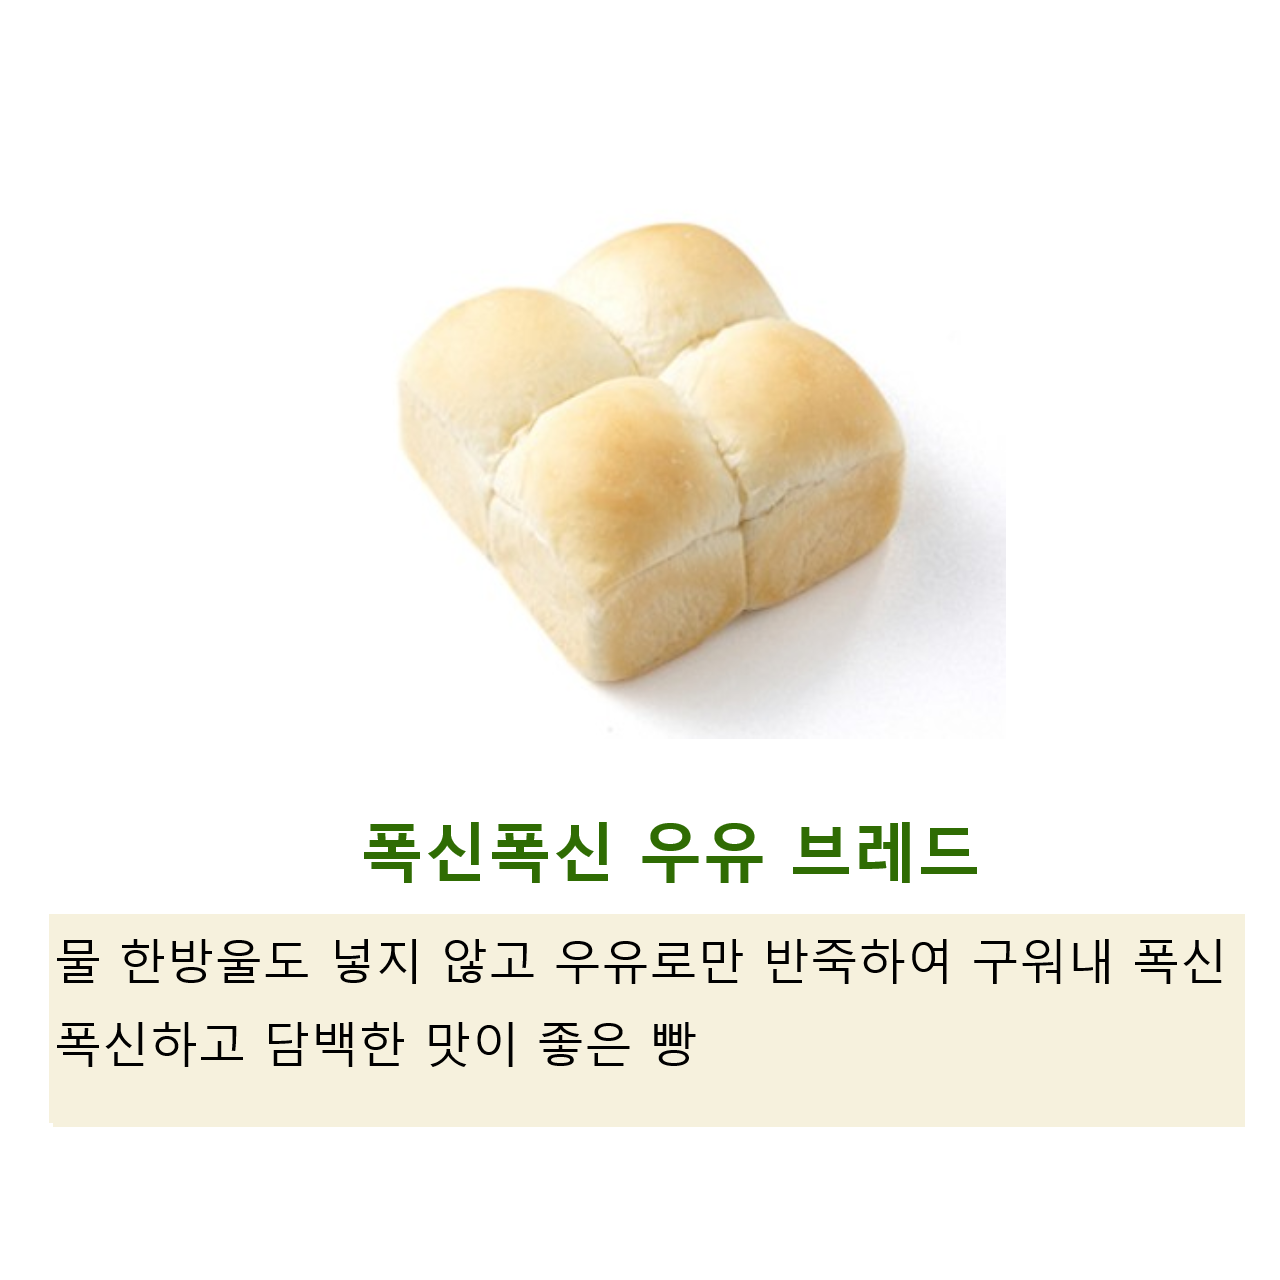 폭신폭신 우유 브레드
물 한방울도 넣지 않고 우유로만 반죽하여 구워내 폭신
폭신하고 담백한 맛이 좋은 빵